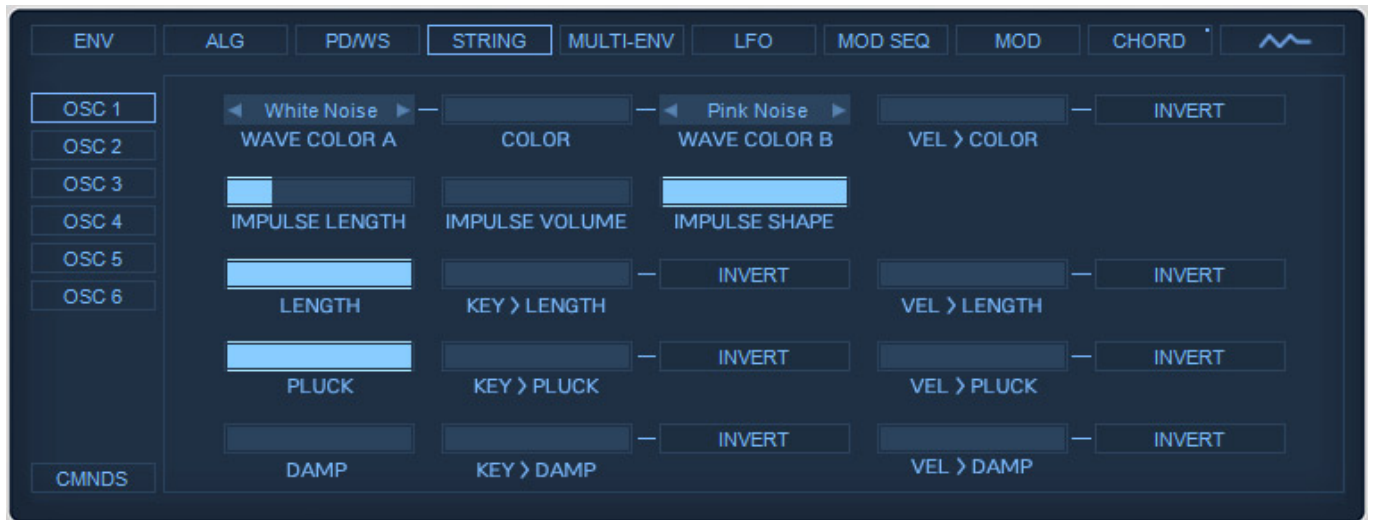 ENV ALG PD/WS STRING MULTI-ENV LFO MOD SEQ MOD CHORD
OSC 1
OSC 2
OSC 3
OSC 4
OSC 5
OSC 6
CMNDS
White Noise Pink Noise INVERT
WAVE COLOR A COLOR WAVE COLOR B VEL > COLOR
IMPULSE LENGTH IMPULSE VOLUME IMPULSE SHAPE
INVERT INVERT
LENGTH KEY > LENGTH VEL > LENGTH
INVERT INVERT
PLUCK KEY > PLUCK VEL > PLUCK
INVERT INVERT
DAMP KEY > DAMP VEL > DAMP